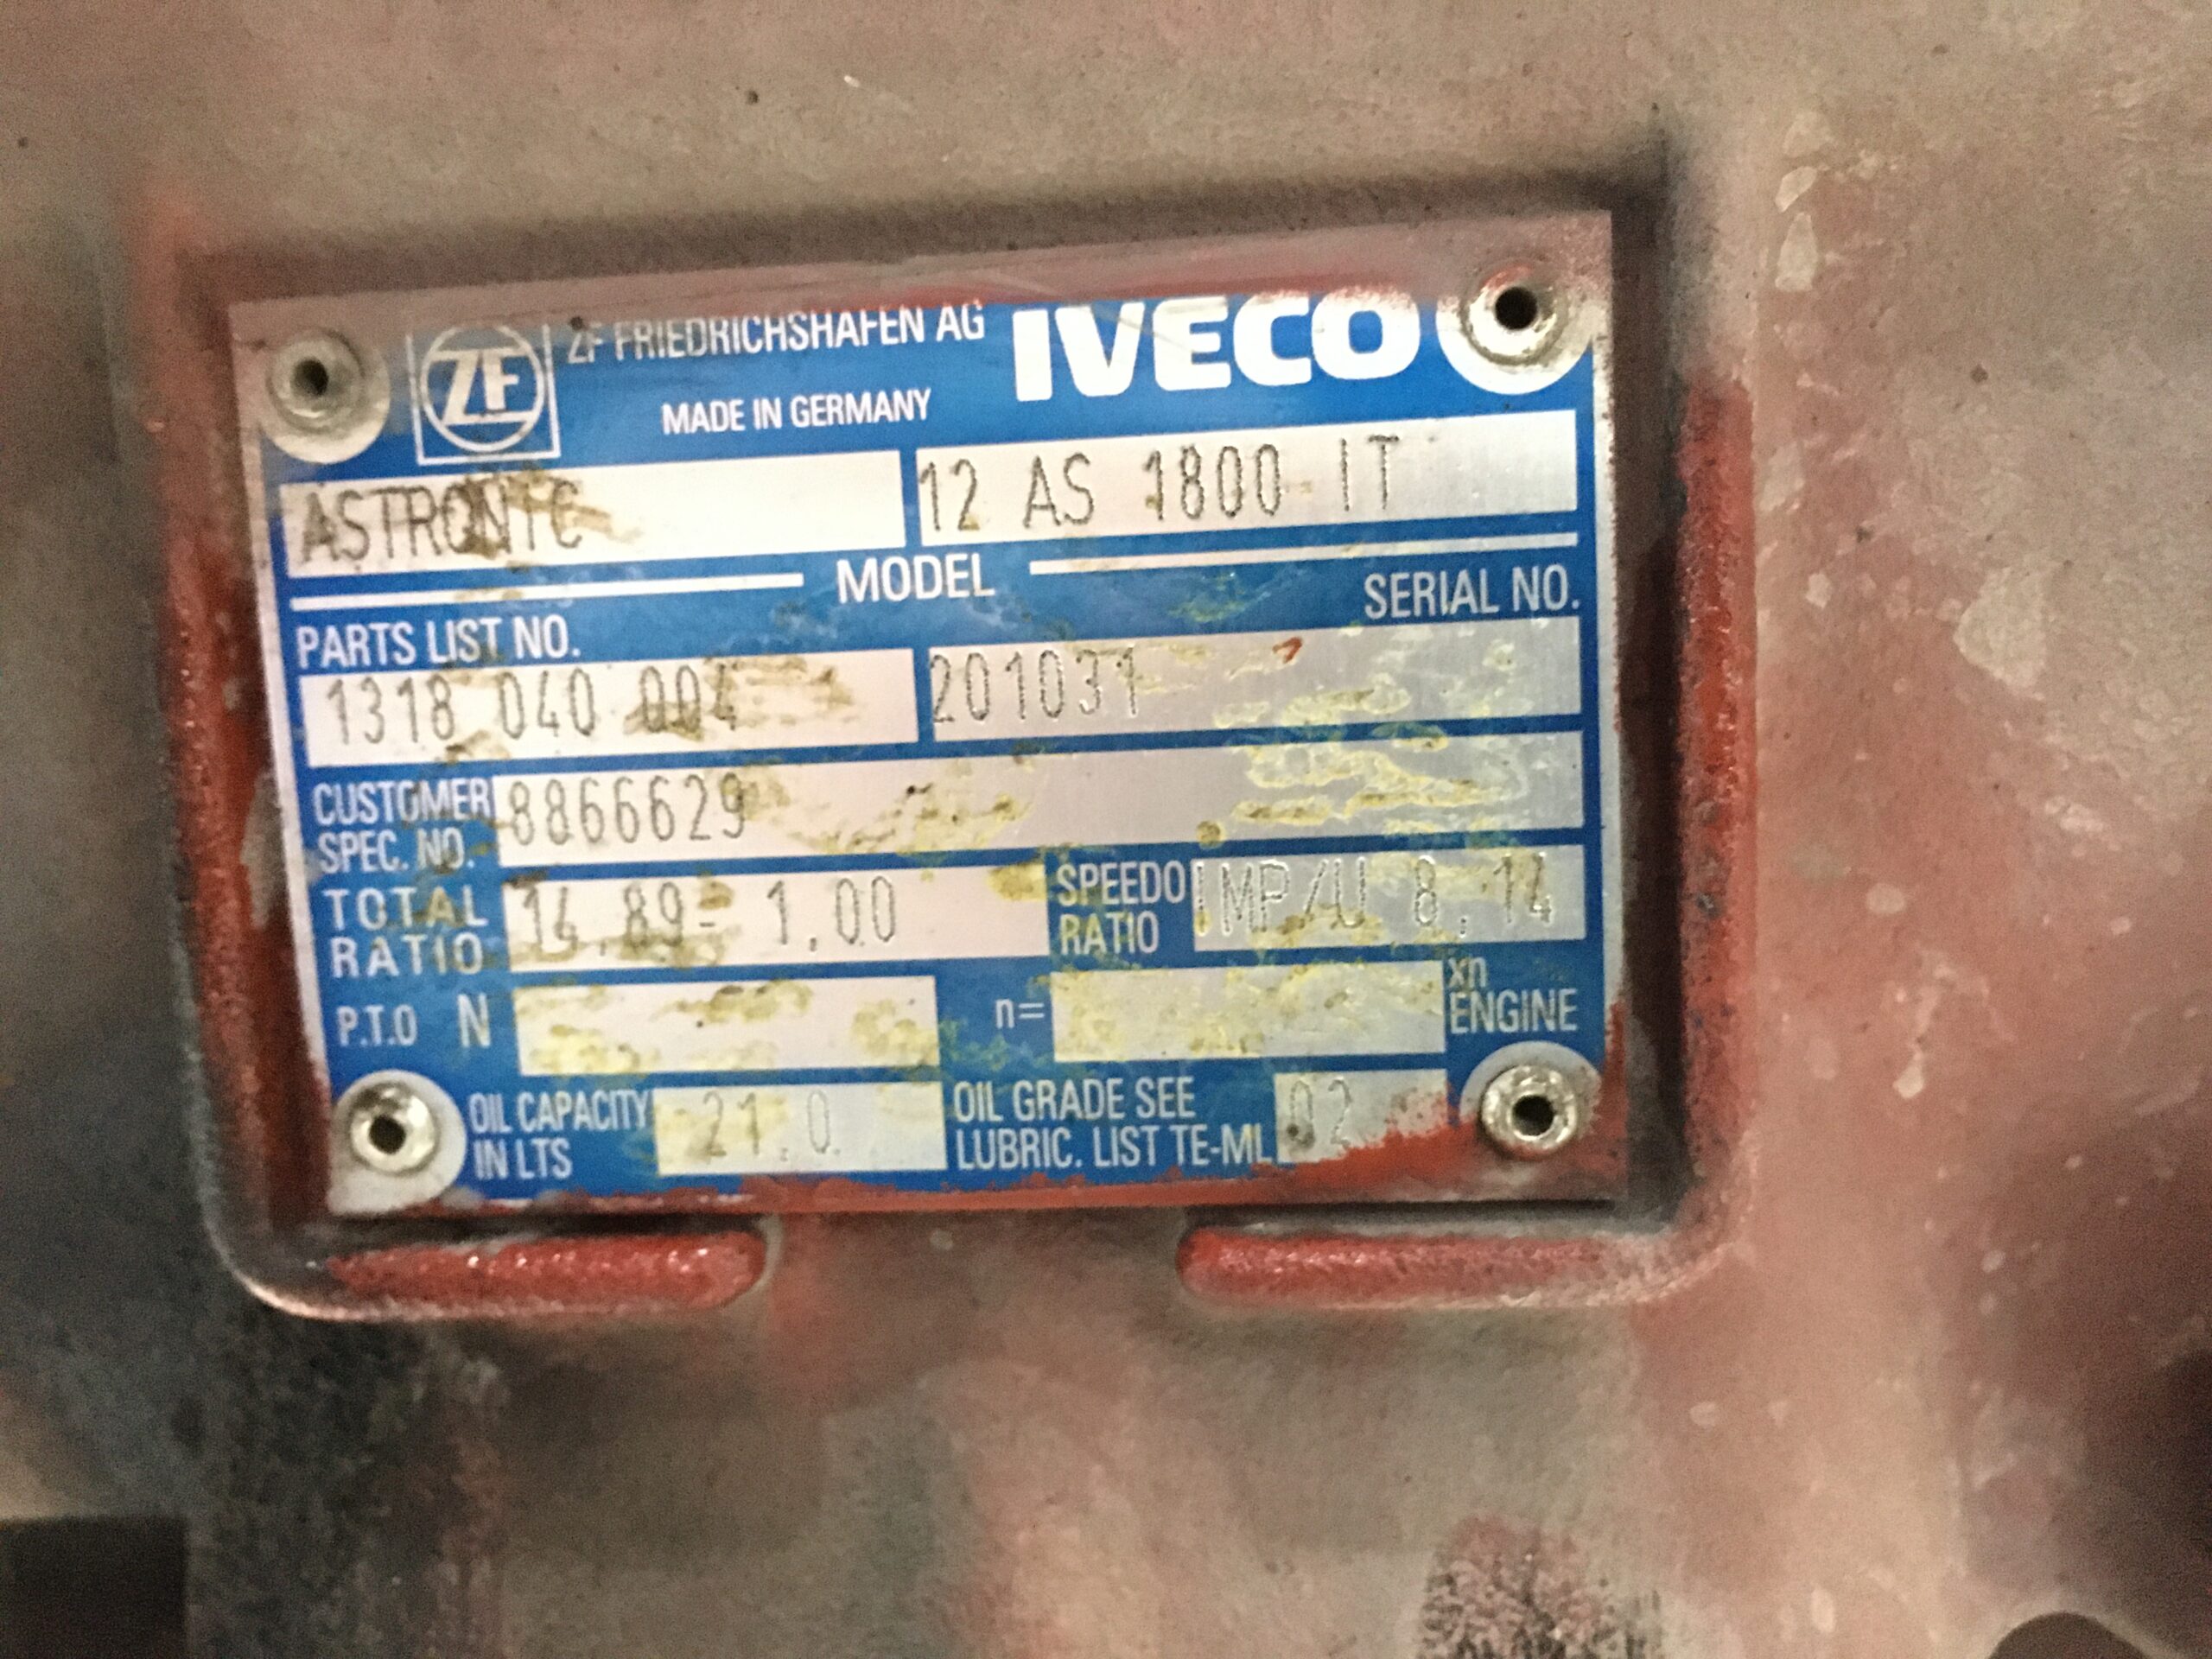 ZF ZF FRIEDRICHSHAFEN AG IVECO
MADE IN GERMANY
ASTRONIC 12 AS 1800 IT
MODEL
PARTS LIST NO. SERIAL NO.
1318 040 004 201031
CUSTOMER SPEC. NO. 8866629
TOTAL RATIO 14,89- 1,00 SPEEDO RATIO IMP/U 8,14
P.T.O N n= xn ENGINE
OIL CAPACITY IN LTS 21,0 OIL GRADE SEE LUBRIC. LIST TE-ML 02